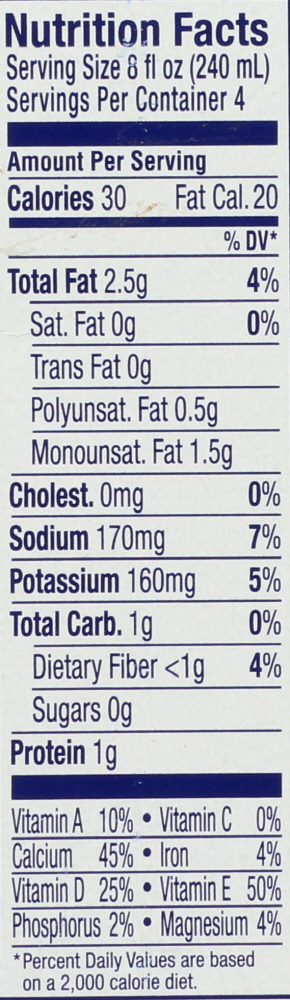 Nutrition Facts
Serving Size 8 fl oz (240 mL)
Servings Per Container 4
Amount Per Serving
Calories 30 Fat Cal. 20
% DV*
Total Fat 2.5g 4%
Sat. Fat 0g 0%
Trans Fat 0g
Polyunsat. Fat 0.5g
Monounsat. Fat 1.5g
Cholest. 0mg 0%
Sodium 170mg 7%
Potassium 160mg 5%
Total Carb. 1g 0%
Dietary Fiber <1g 4%
Sugars 0g
Protein 1g
Vitamin A 10% • Vitamin C 0%
Calcium 45% • Iron 4%
Vitamin D 25% • Vitamin E 50%
Phosphorus 2% • Magnesium 4%
*Percent Daily Values are based
on a 2,000 calorie diet.